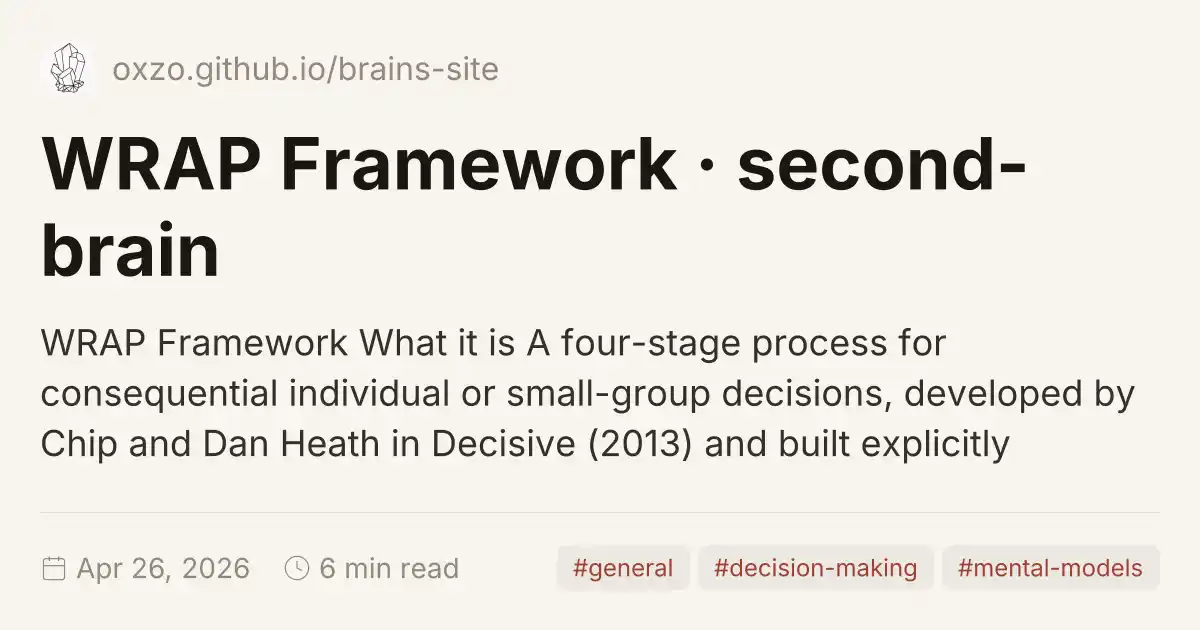 oxzo.github.io/brains-site
WRAP Framework · second-
brain
WRAP Framework What it is A four-stage process for
consequential individual or small-group decisions, developed by
Chip and Dan Heath in Decisive (2013) and built explicitly
Apr 26, 2026 6 min read #general #decision-making #mental-models